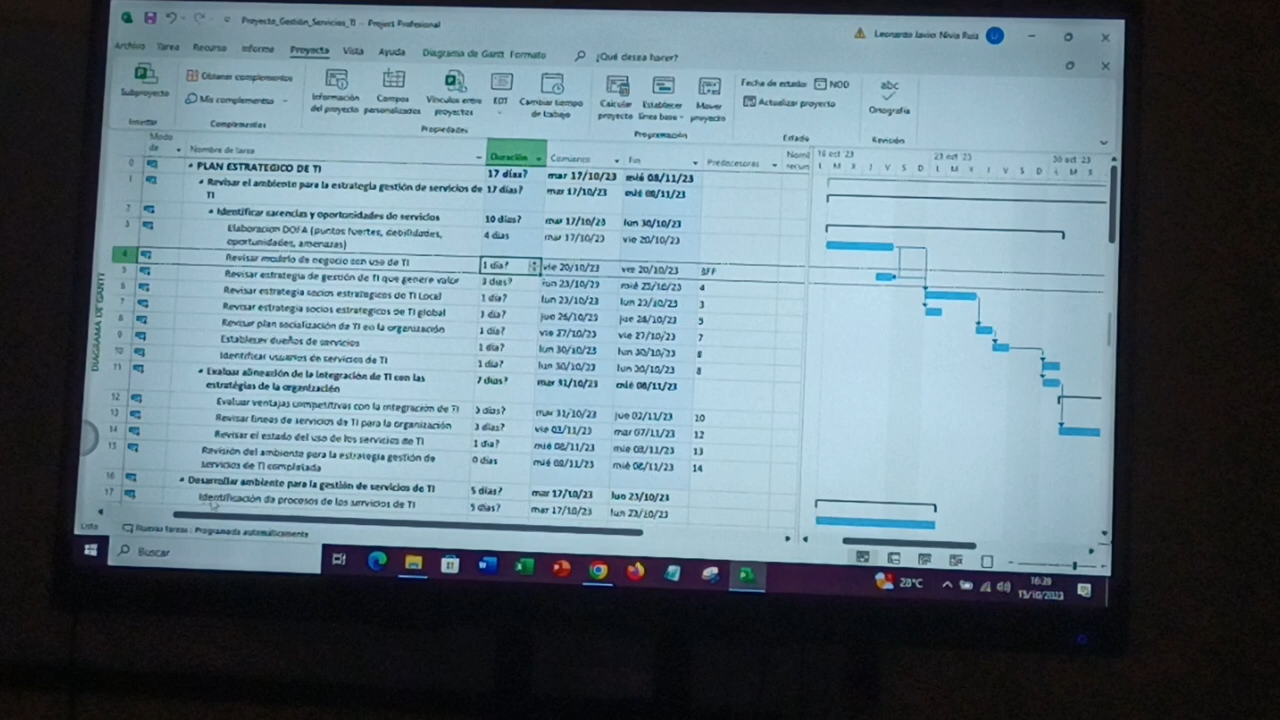 Proyecto_Gestión_Servicios_TI - Project Profesional
Leonardo Javier Nivia Ruiz
Archivo Tarea Recurso Informe Proyecto Vista Ayuda Diagrama de Gantt Formato ¿Qué desea hacer?
Subproyecto
Obtener complementos
Mis complementos
Información del proyecto
Campos personalizados
Vínculos entre proyectos
EDT
Cambiar tiempo de trabajo
Calcular proyecto
Establecer línea base
Mover proyecto
Fecha de estado: NOD
Actualizar proyecto
abc
Ortografía
Insertar Complementos Propiedades Programación Estado Revisión
Modo de Nombre de tarea Duración Comienzo Fin Predecesoras
16 oct '23 23 oct '23 30 oct '23
0 PLAN ESTRATEGICO DE TI 17 días? mar 17/10/23 mié 08/11/23
1 Revisar el ambiente para la estrategia gestión de servicios de TI 17 días? mar 17/10/23 mié 08/11/23
2 Identificar carencias y oportunidades de servicios 10 días? mar 17/10/23 lun 30/10/23
3 Elaboracion DOFA (puntos fuertes, debilidades, oportunidades, amenazas) 4 días mar 17/10/23 vie 20/10/23
4 Revisar modelo de negocio con uso de TI 1 día? vie 20/10/23 vie 20/10/23
5 Revisar estrategia de gestión de TI que genere valor 3 días? lun 23/10/23 mié 25/10/23 4
6 Revisar estrategia socios estrategicos de TI Local 1 día? lun 23/10/23 lun 23/10/23 3
7 Revisar estrategia socios estrategicos de TI global 1 día? jue 26/10/23 jue 26/10/23 5
8 Revisar plan socialización de TI en la organización 1 día? vie 27/10/23 vie 27/10/23 7
9 Establecer dueños de servicios 1 día? lun 30/10/23 lun 30/10/23 8
10 Identificar usuarios de servicios de TI 1 día? lun 30/10/23 lun 30/10/23 8
11 Evaluar alineación de la integración de TI con las estratégias de la organización 7 días? mar 31/10/23 mié 08/11/23
12 Evaluar ventajas competitivas con la integración de TI 3 días? mar 31/10/23 jue 02/11/23 10
13 Revisar lineas de servicios de TI para la organización 3 días? vie 03/11/23 mar 07/11/23 12
14 Revisar el estado del uso de los servicios de TI 1 día? mié 08/11/23 mié 08/11/23 13
15 Revisión del ambiente para la estrategia gestión de servicios de TI completada 0 días mié 08/11/23 mié 08/11/23 14
16 Desarrollar ambiente para la gestión de servicios de TI 5 días? mar 17/10/23 lun 23/10/23
17 Identificación de procesos de los servicios de TI 5 días? mar 17/10/23 lun 23/10/23
DIAGRAMA DE GANTT
Listo Nuevas tareas : Programada automáticamente
Buscar
28°C
16:39